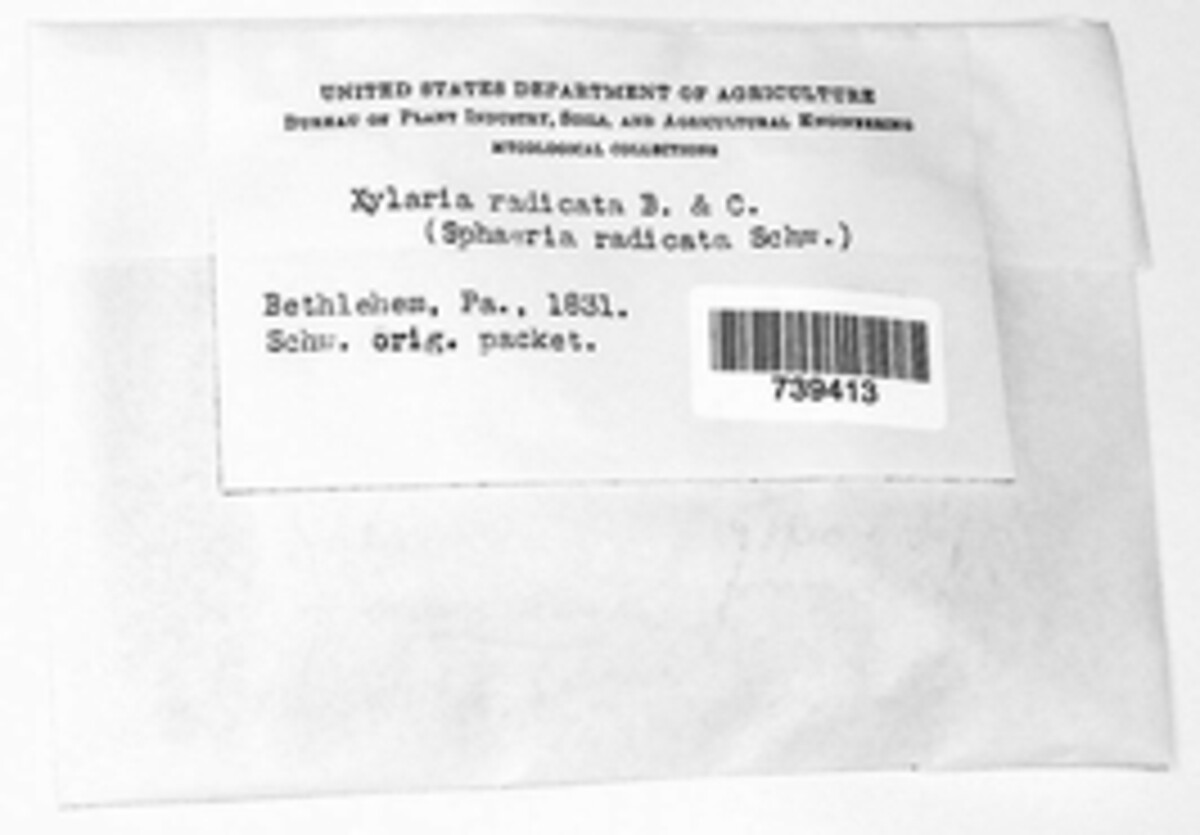 UNITED STATES DEPARTMENT OF AGRICULTURE
BUREAU OF PLANT INDUSTRY, SOILS, AND AGRICULTURAL ENGINEERING
MYCOLOGICAL COLLECTIONS
Xylaria radicata B. & C.
(Sphaeria radicata Schw.)
Bethlehem, Pa., 1831.
Schw. orig. packet.
739413